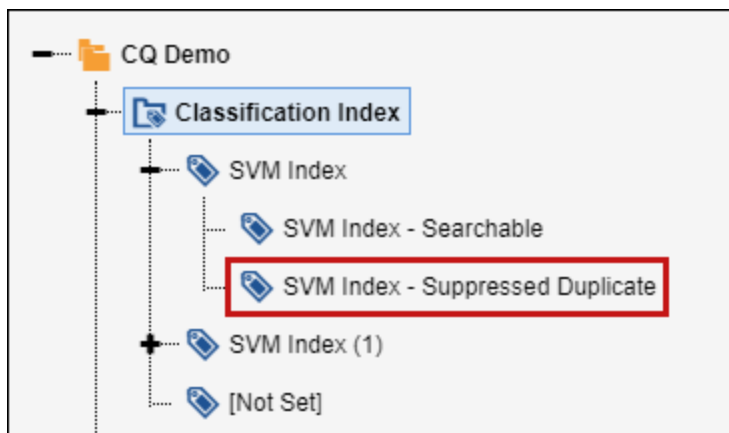 CQ Demo
Classification Index
SVM Index
SVM Index - Searchable
SVM Index - Suppressed Duplicate
SVM Index (1)
[Not Set]